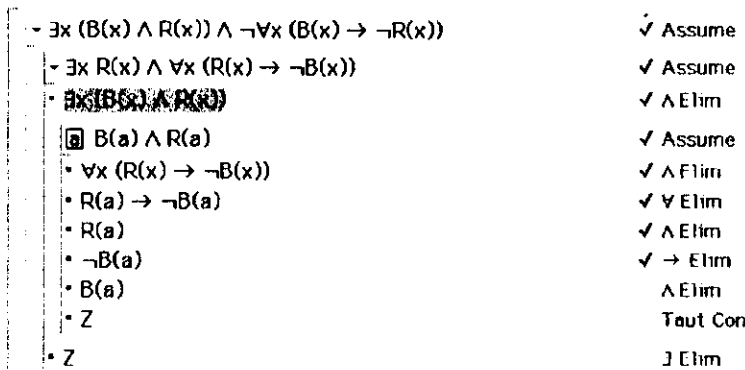 ∃x (B(x) ∧ R(x)) ∧ ¬∀x (B(x) → ¬R(x)) ✓ Assume
∃x R(x) ∧ ∀x (R(x) → ¬B(x)) ✓ Assume
∃x (B(x) ∧ R(x)) ✓ ∧ Elim
a B(a) ∧ R(a) ✓ Assume
∀x (R(x) → ¬B(x)) ✓ ∧ Elim
R(a) → ¬B(a) ✓ ∀ Elim
R(a) ✓ ∧ Elim
¬B(a) ✓ → Elim
B(a) ∧ Elim
Z Taut Con
Z ∃ Elim